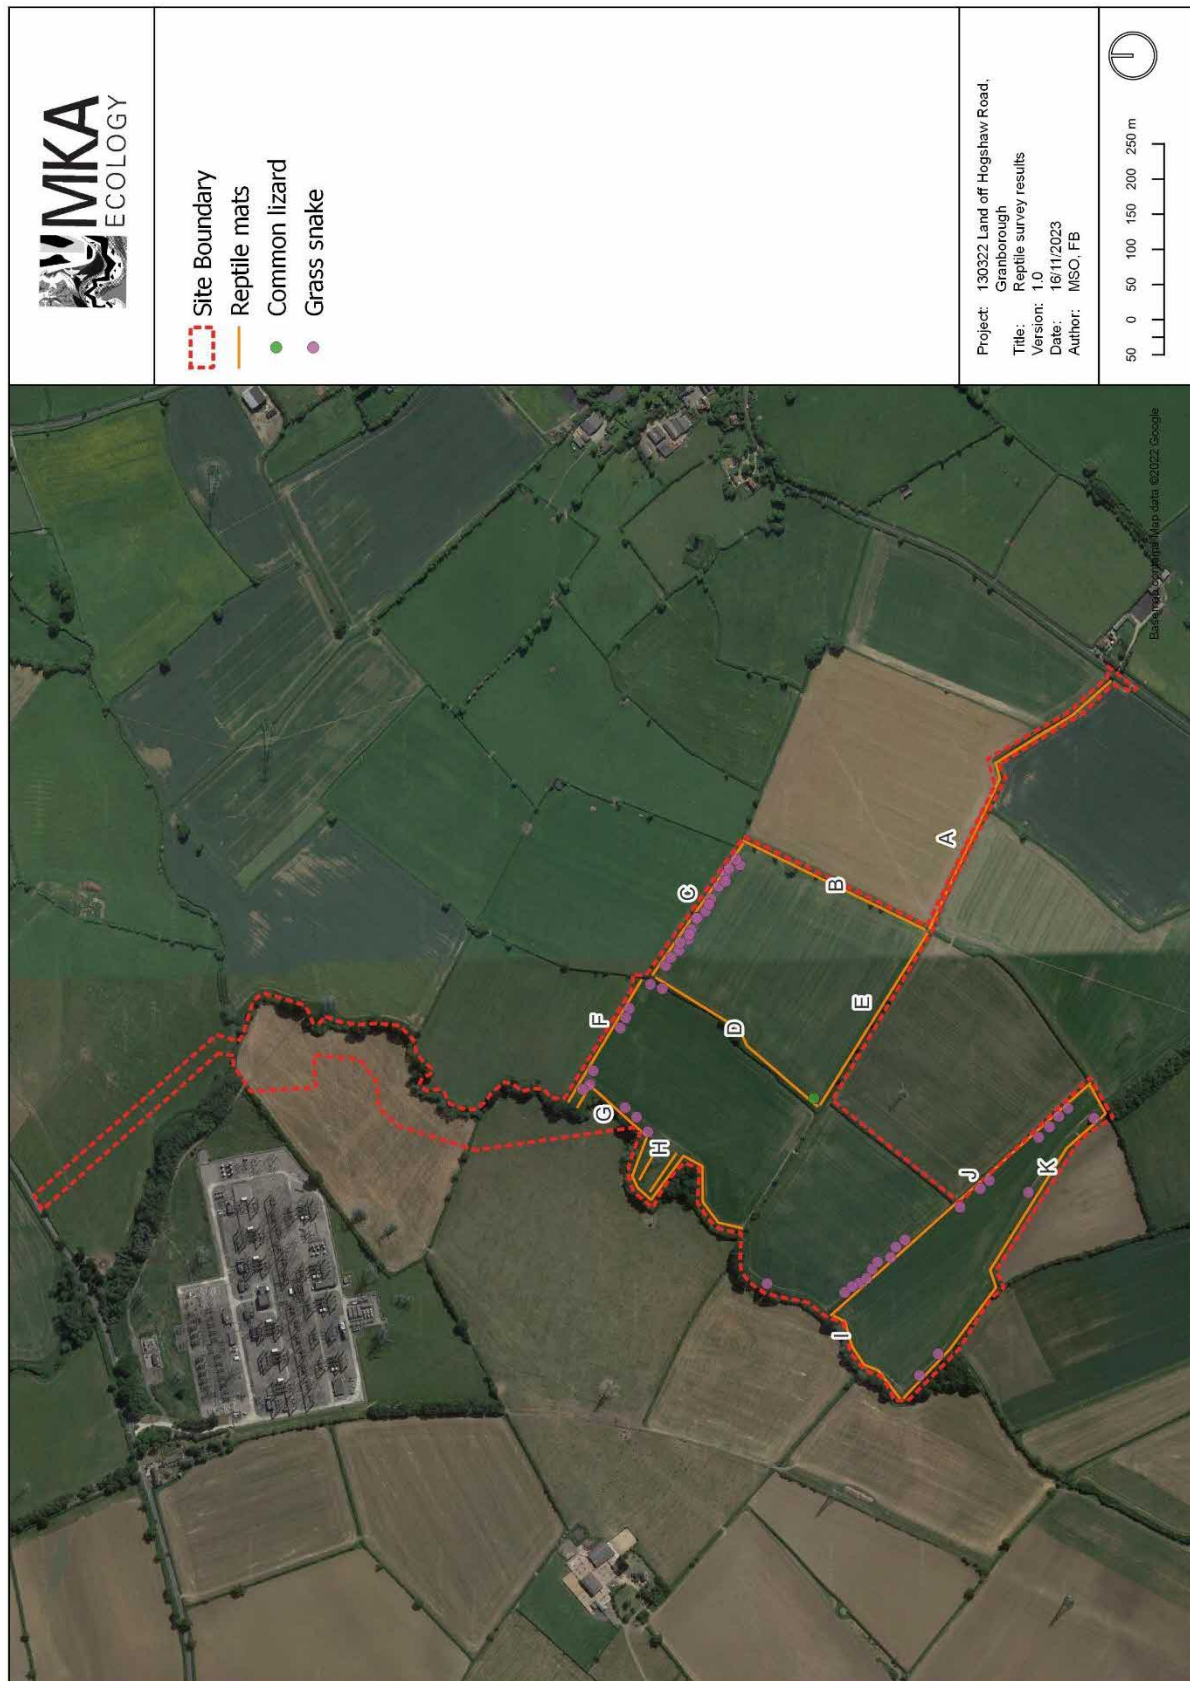 MKA
ECOLOGY
Site Boundary
Reptile mats
Common lizard
Grass snake
Project: 130322 Land off Hogshaw Road,
Granborough
Title: Reptile survey results
Version: 1.0
Date: 16/11/2023
Author: MSO, FB
50 0 50 100 150 200 250 m
A
B
C
D
E
F
G
H
I
J
K
Basemap contains Map data ©2022 Google